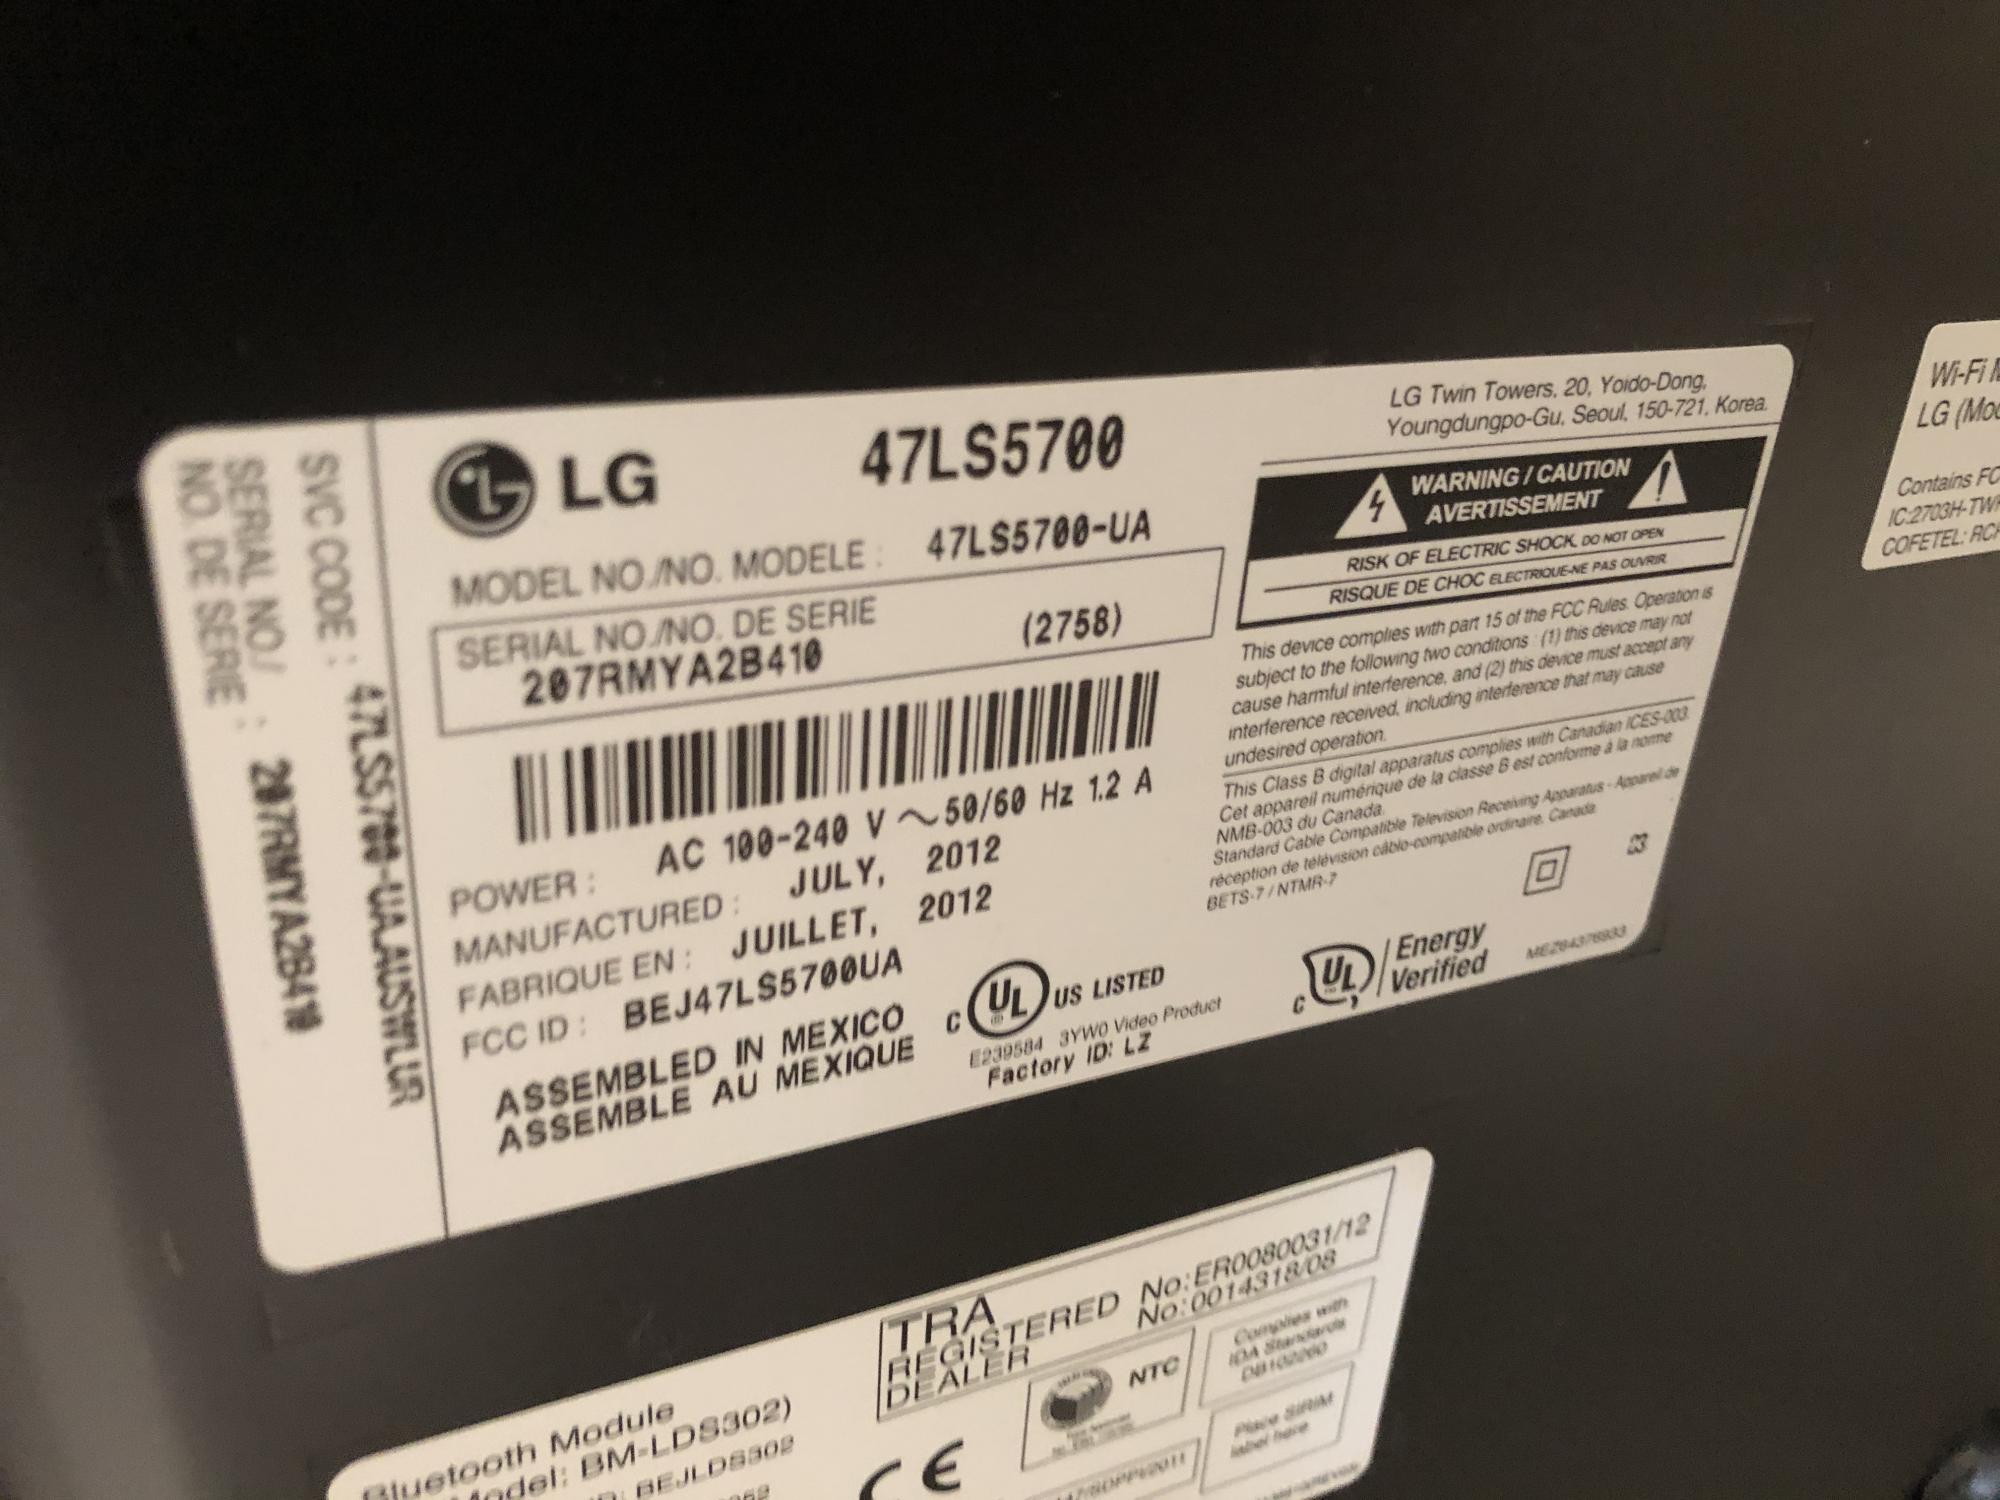 LG
47LS5700
MODEL NO./NO. MODELE : 47LS5700-UA
SERIAL NO./NO. DE SERIE
207RMYA2B410 (2758)
POWER : AC 100-240 V ~ 50/60 Hz 1.2 A
MANUFACTURED : JULY, 2012
FABRIQUE EN : JUILLET, 2012
FCC ID : BEJ47LS5700UA
ASSEMBLED IN MEXICO
ASSEMBLE AU MEXIQUE
C UL US LISTED
E239584 3YW0 Video Product
Factory ID: LZ
SVC CODE : 47LS5700-UA.AUSWLUR
SERIAL NO./
NO. DE SERIE : 207RMYA2B410
LG Twin Towers, 20, Yoido-Dong,
Youngdungpo-Gu, Seoul, 150-721, Korea.
WARNING / CAUTION
AVERTISSEMENT
RISK OF ELECTRIC SHOCK, DO NOT OPEN
RISQUE DE CHOC ELECTRIQUE-NE PAS OUVRIR
This device complies with part 15 of the FCC Rules. Operation is
subject to the following two conditions : (1) this device may not
cause harmful interference, and (2) this device must accept any
interference received, including interference that may cause
undesired operation.
This Class B digital apparatus complies with Canadian ICES-003.
Cet appareil numérique de la classe B est conforme à la norme
NMB-003 du Canada.
Standard Cable Compatible Television Receiving Apparatus - Appareil de
réception de télévision câblo-compatible ordinaire, Canada.
BETS-7 / NTMR-7
C UL Energy
Verified
MEZ64376933
Wi-Fi
LG
Contains
IC:2703H-
COFETEL:
TRA
REGISTERED
DEALER
No:ER0080031/12
No:0014318/08
Bluetooth Module
Model: BM-LDS302)
BEJLDS302
CE
NTC
Complies with
IDA Standards
DB102260
Place SIRIM
label here